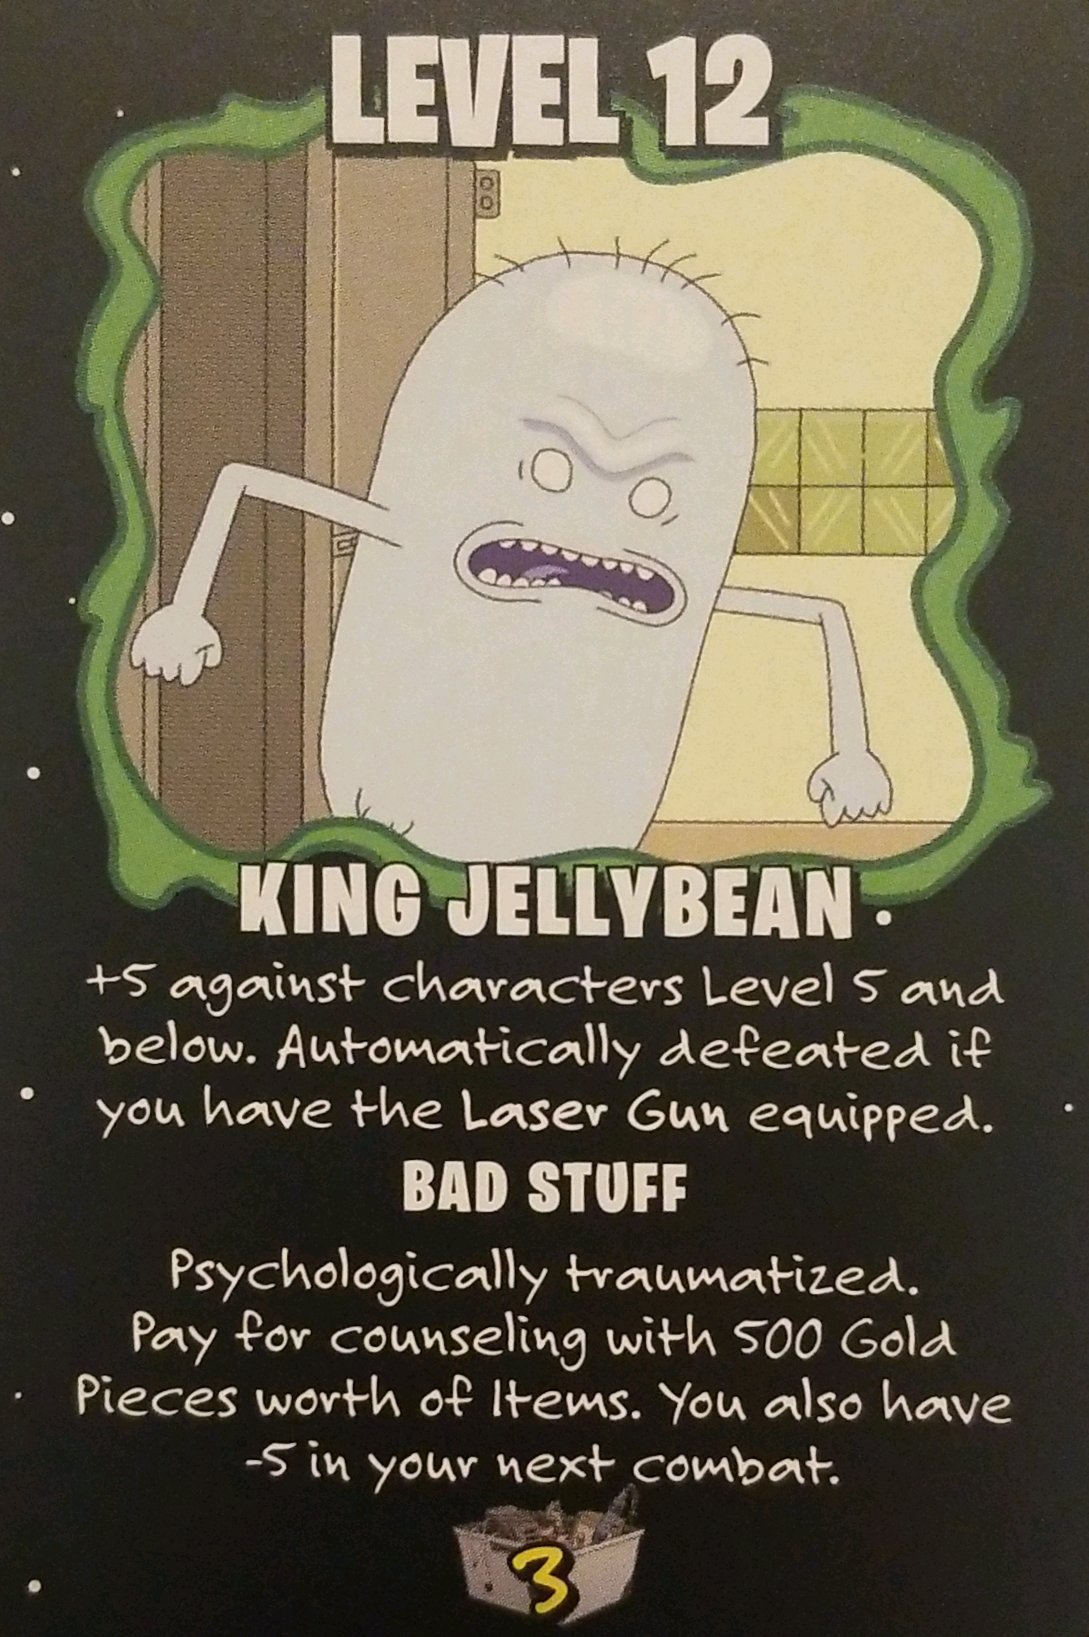 LEVEL 12
KING JELLYBEAN
+5 against characters Level 5 and
below. Automatically defeated if
you have the Laser Gun equipped.
BAD STUFF
Psychologically traumatized.
Pay for counseling with 500 Gold
Pieces worth of Items. You also have
-5 in your next combat.
3